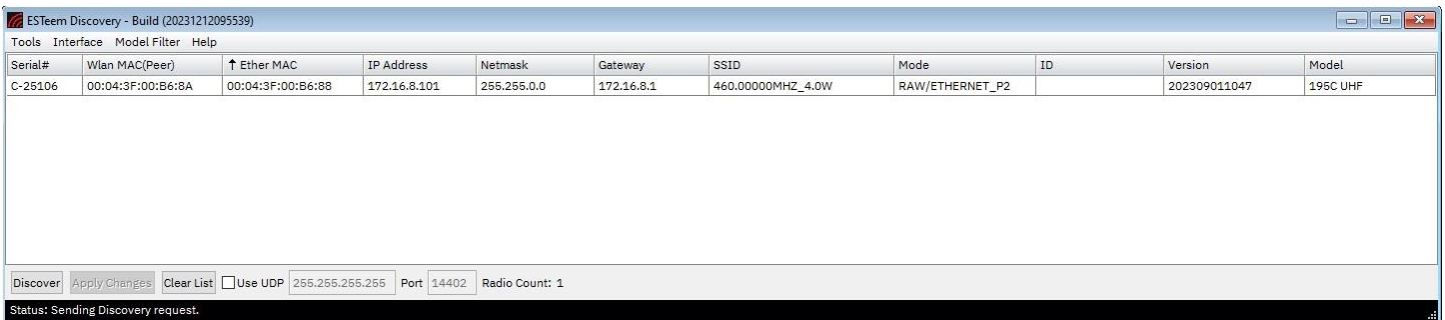 ESTeem Discovery - Build (20231212095539)
Tools Interface Model Filter Help
Serial# Wlan MAC(Peer) ↑ Ether MAC IP Address Netmask Gateway SSID Mode ID Version Model
C-25106 00:04:3F:00:B6:8A 00:04:3F:00:B6:88 172.16.8.101 255.255.0.0 172.16.8.1 460.00000MHZ_4.0W RAW/ETHERNET_P2 202309011047 195C UHF
Discover Apply Changes Clear List Use UDP 255.255.255.255 Port 14402 Radio Count: 1
Status: Sending Discovery request.